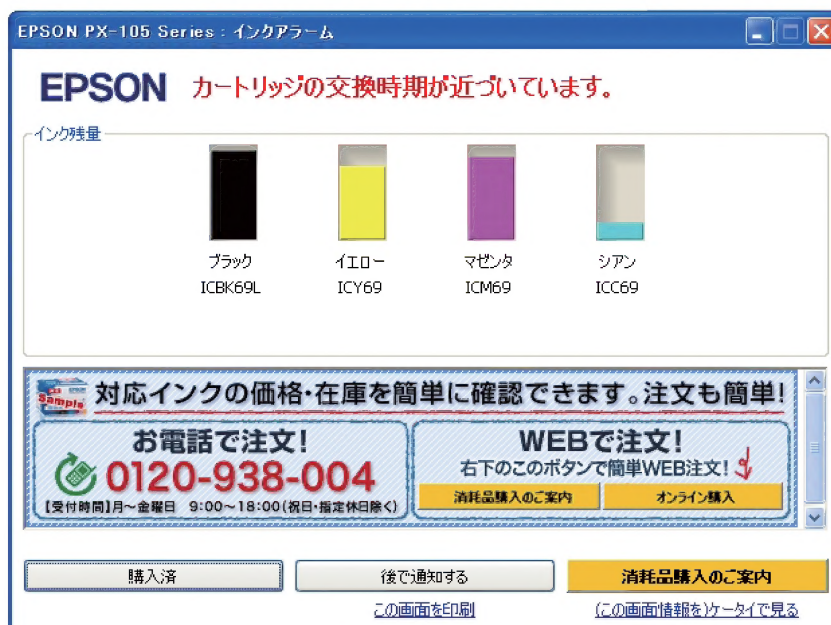 EPSON PX-105 Series : インクアラーム
EPSON カートリッジの交換時期が近づいています。
インク残量
ブラック イエロー マゼンタ シアン
ICBK69L ICY69 ICM69 ICC69
Sample 対応インクの価格・在庫を簡単に確認できます。注文も簡単!
お電話で注文!
0120-938-004
【受付時間】月～金曜日 9:00～18:00(祝日・指定休日除く)
WEBで注文!
右下のこのボタンで簡単WEB注文!
消耗品購入のご案内 オンライン購入
購入済 後で通知する 消耗品購入のご案内
この画面を印刷 (この画面情報を)ケータイで見る